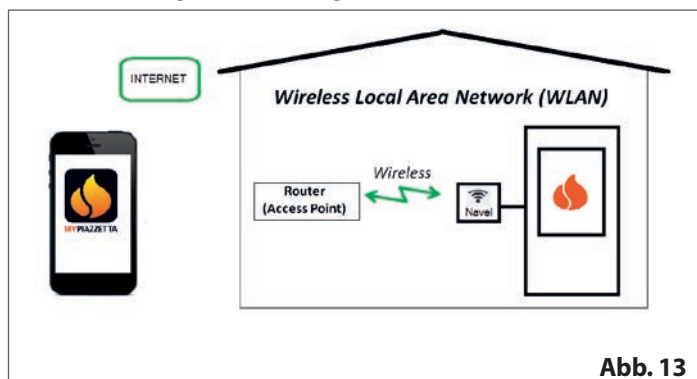 INTERNET
Wireless Local Area Network (WLAN)
Wireless
Router
(Access Point)
Navel
MYPIAZZETTA
Abb. 13